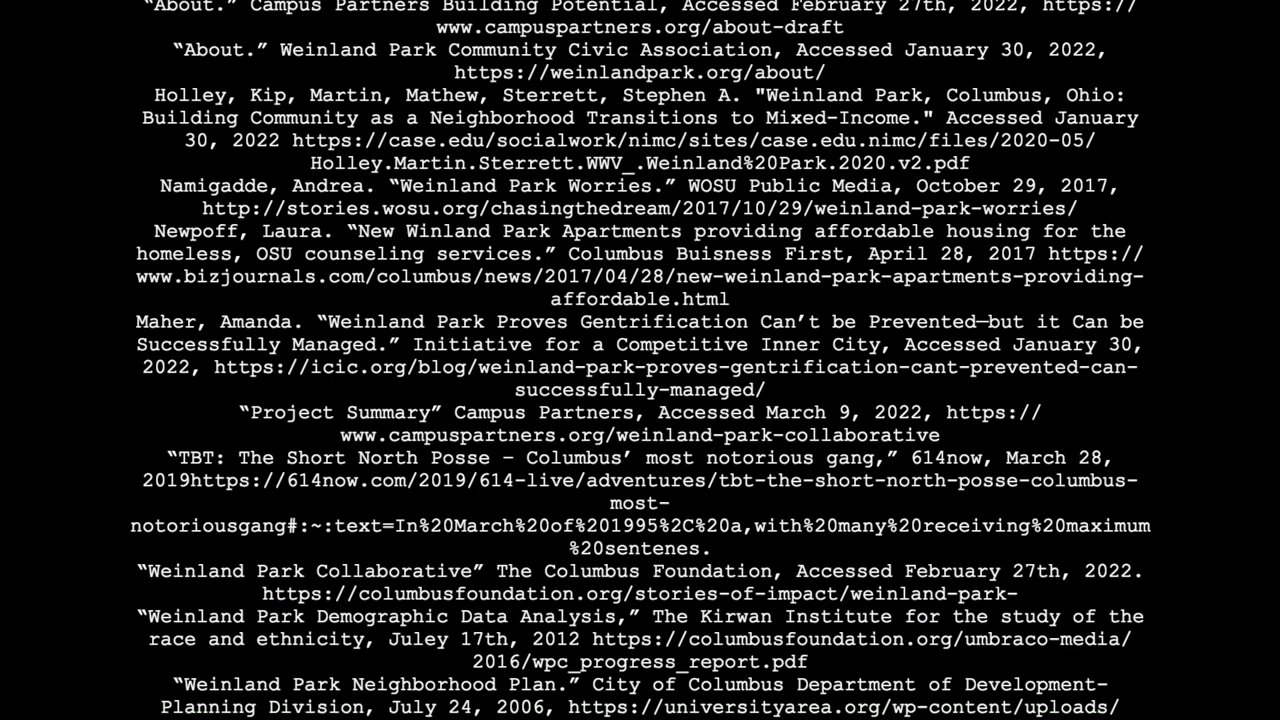 “About.” Campus Partners Building Potential, Accessed February 27th, 2022, https://
www.campuspartners.org/about-draft
“About.” Weinland Park Community Civic Association, Accessed January 30, 2022,
https://weinlandpark.org/about/
Holley, Kip, Martin, Mathew, Sterrett, Stephen A. "Weinland Park, Columbus, Ohio:
Building Community as a Neighborhood Transitions to Mixed-Income." Accessed January
30, 2022 https://case.edu/socialwork/nimc/sites/case.edu.nimc/files/2020-05/
Holley.Martin.Sterrett.WWV_.Weinland%20Park.2020.v2.pdf
Namigadde, Andrea. “Weinland Park Worries.” WOSU Public Media, October 29, 2017,
http://stories.wosu.org/chasingthedream/2017/10/29/weinland-park-worries/
Newpoff, Laura. “New Winland Park Apartments providing affordable housing for the
homeless, OSU counseling services.” Columbus Buisness First, April 28, 2017 https://
www.bizjournals.com/columbus/news/2017/04/28/new-weinland-park-apartments-providing-
affordable.html
Maher, Amanda. “Weinland Park Proves Gentrification Can’t be Prevented—but it Can be
Successfully Managed.” Initiative for a Competitive Inner City, Accessed January 30,
2022, https://icic.org/blog/weinland-park-proves-gentrification-cant-prevented-can-
successfully-managed/
“Project Summary” Campus Partners, Accessed March 9, 2022, https://
www.campuspartners.org/weinland-park-collaborative
“TBT: The Short North Posse – Columbus’ most notorious gang,” 614now, March 28,
2019https://614now.com/2019/614-live/adventures/tbt-the-short-north-posse-columbus-
most-
notoriousgang#:~:text=In%20March%20of%201995%2C%20a,with%20many%20receiving%20maximum
%20sentenes.
“Weinland Park Collaborative” The Columbus Foundation, Accessed February 27th, 2022.
https://columbusfoundation.org/stories-of-impact/weinland-park-
“Weinland Park Demographic Data Analysis,” The Kirwan Institute for the study of the
race and ethnicity, Juley 17th, 2012 https://columbusfoundation.org/umbraco-media/
2016/wpc_progress_report.pdf
“Weinland Park Neighborhood Plan.” City of Columbus Department of Development-
Planning Division, July 24, 2006, https://universityarea.org/wp-content/uploads/